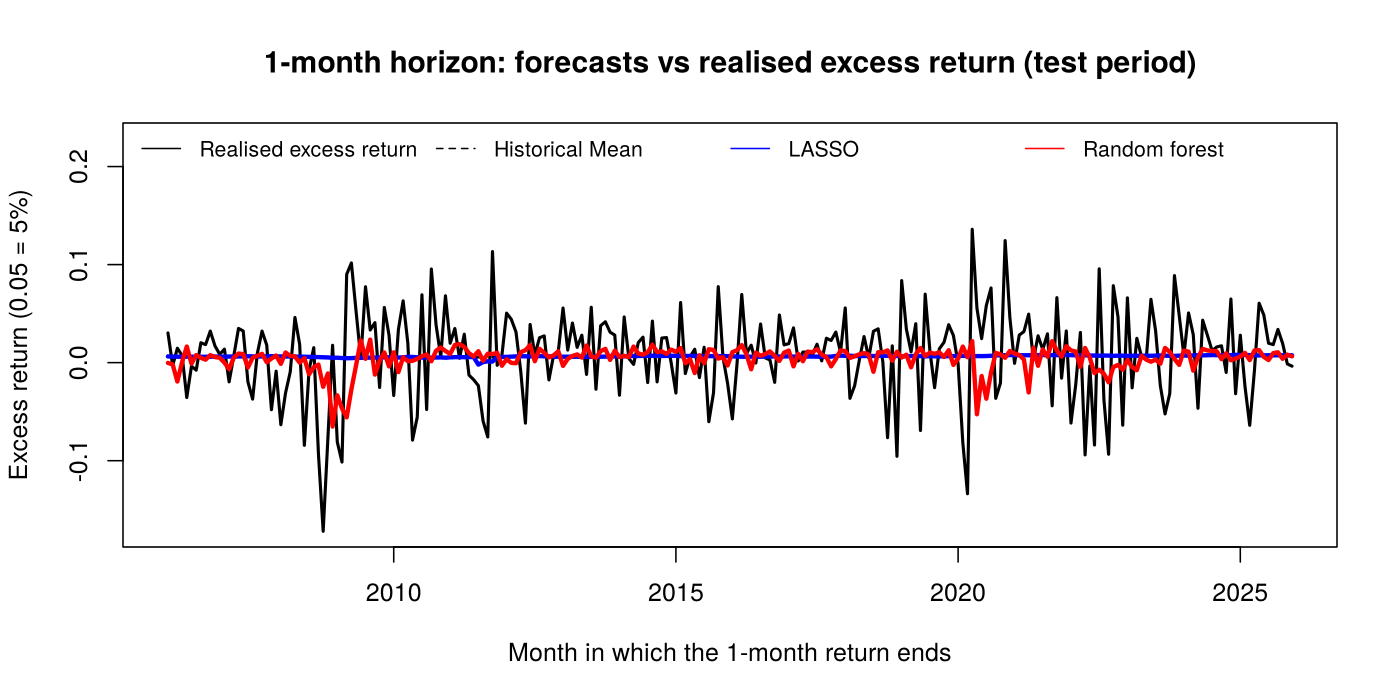 1-month horizon: forecasts vs realised excess return (test period)
Realised excess return Historical Mean LASSO Random forest
Excess return (0.05 = 5%)
0.2
0.1
0.0
-0.1
2010 2015 2020 2025
Month in which the 1-month return ends